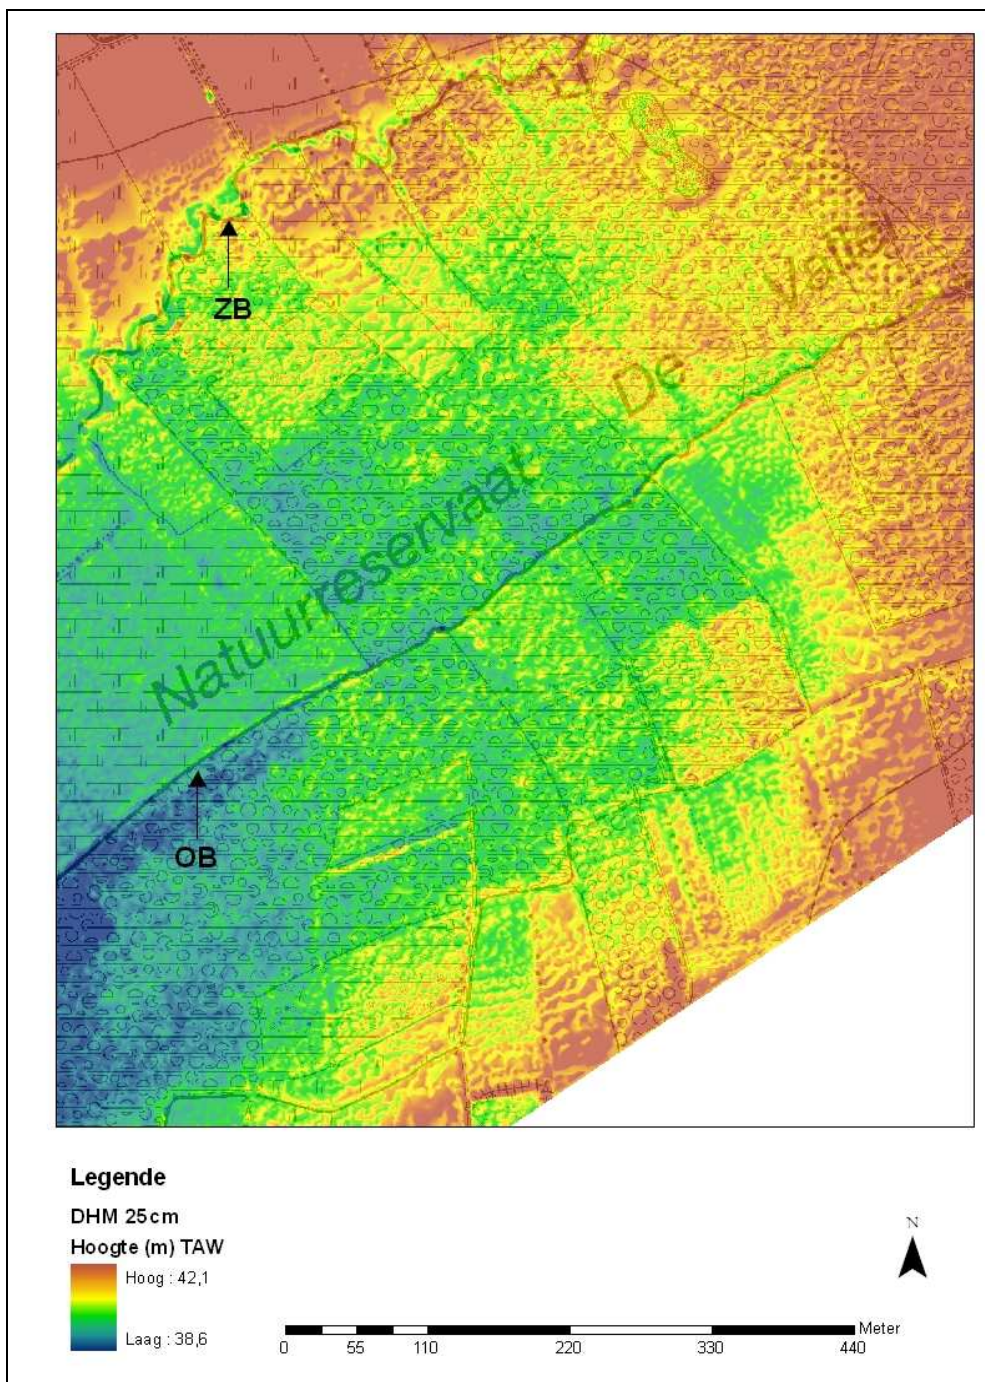 ZB
Natuurreservaat De Vallei
OB
Legende
DHM 25cm
Hoogte (m) TAW
Hoog : 42,1
Laag : 38,6
N
Meter
0 55 110 220 330 440